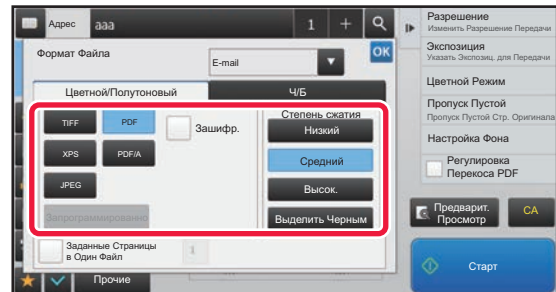 Адрес
aaa
1
Формат Файла
E-mail
OK
Цветной/Полутоновый
Ч/Б
TIFF
PDF
Зашифр.
XPS
PDF/A
JPEG
Запрограммированно
Степень сжатия
Низкий
Средний
Высок.
Выделить Черным
Заданные Страницы
в Один Файл
1
Прочие
Разрешение
Изменить Разрешение Передачи
Экспозиция
Указать Экспозиц. для Передачи
Цветной Режим
Пропуск Пустой
Пропуск Пустой Стр. Оригинала
Настройка Фона
Регулировка
Перекоса PDF
Предварит.
Просмотр
CA
Старт